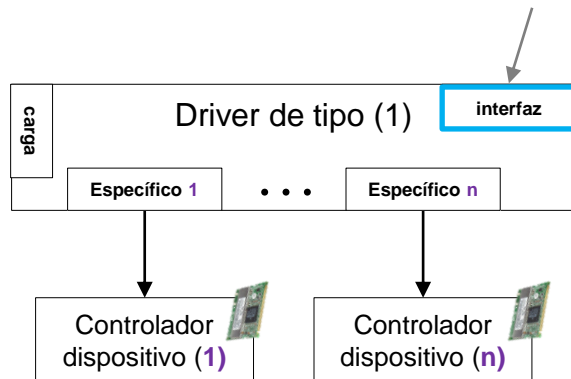 carga
Driver de tipo (1)
interfaz
Específico 1
• • •
Específico n
Controlador
dispositivo (1)
Controlador
dispositivo (n)